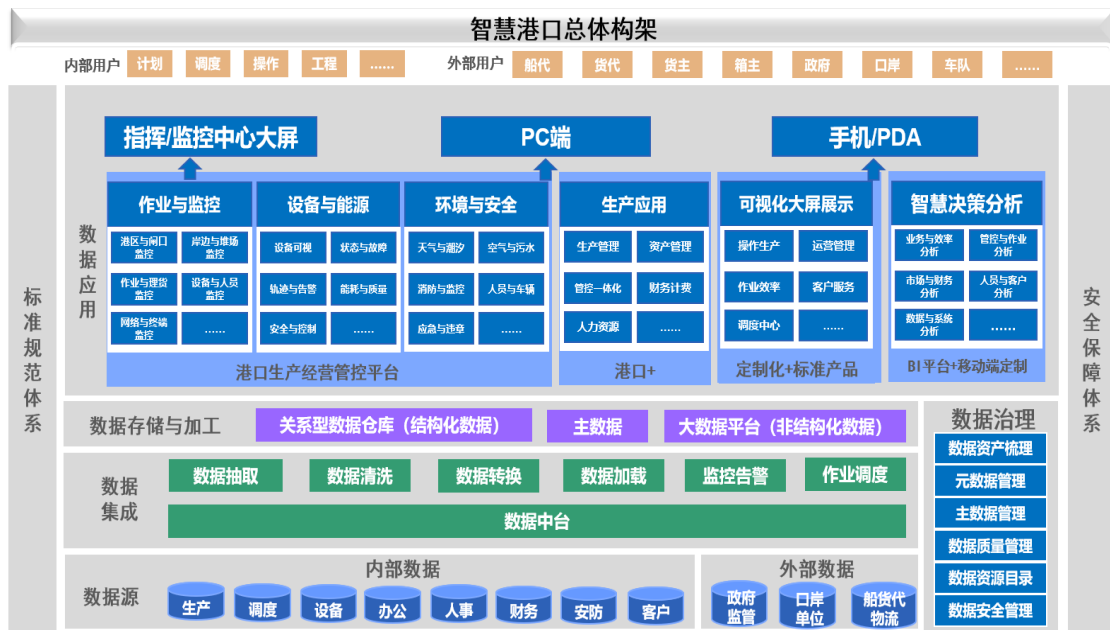 智慧港口总体构架
内部用户 计划 调度 操作 工程 ...... 外部用户 船代 货代 货主 箱主 政府 口岸 车队 ......
标准规范体系
数据应用
指挥/监控中心大屏 PC端 手机/PDA
作业与监控
港区与闸口监控 岸边与堆场监控
作业与理货监控 设备与人员监控
网络与终端监控 ......
设备与能源
设备可视 状态与故障
轨迹与告警 能耗与质量
安全与控制 ......
环境与安全
天气与潮汐 空气与污水
消防与监控 人员与车辆
应急与违章 ......
港口生产经营管控平台
生产应用
生产管理 资产管理
管控一体化 财务计费
人力资源 ......
港口+
可视化大屏展示
操作生产 运营管理
作业效率 客户服务
调度中心 ......
定制化+标准产品
智慧决策分析
业务与效率分析 管控与作业分析
市场与财务分析 人员与客户分析
数据与系统分析 ......
BI平台+移动端定制
数据存储与加工 关系型数据仓库（结构化数据） 主数据 大数据平台（非结构化数据）
数据集成
数据抽取 数据清洗 数据转换 数据加载 监控告警 作业调度
数据中台
数据源
内部数据
生产 调度 设备 办公 人事 财务 安防 客户
外部数据
政府监管 口岸单位 船货代物流
数据治理
数据资产梳理
元数据管理
主数据管理
数据质量管理
数据资源目录
数据安全管理
安全保障体系